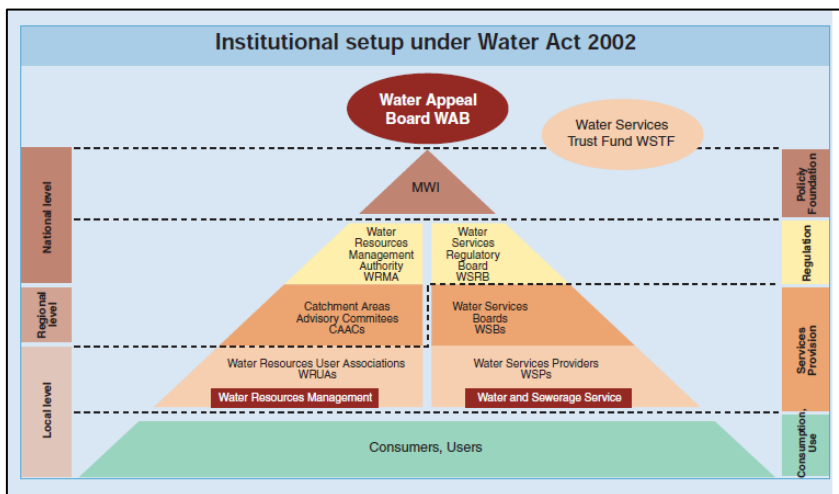 Institutional setup under Water Act 2002
Water Appeal
Board WAB
Water Services
Trust Fund WSTF
National level
Regional
level
Local level
MWI
Water
Resources
Management
Authority
WRMA
Water
Services
Regulatory
Board
WSRB
Catchment Areas
Advisory Commitees
CAACs
Water Services
Boards
WSBs
Water Resources User Associations
WRUAs
Water Services Providers
WSPs
Water Resources Management
Water and Sewerage Service
Consumers, Users
Policiy
Foundation
Regulation
Services
Provision
Consumption,
Use